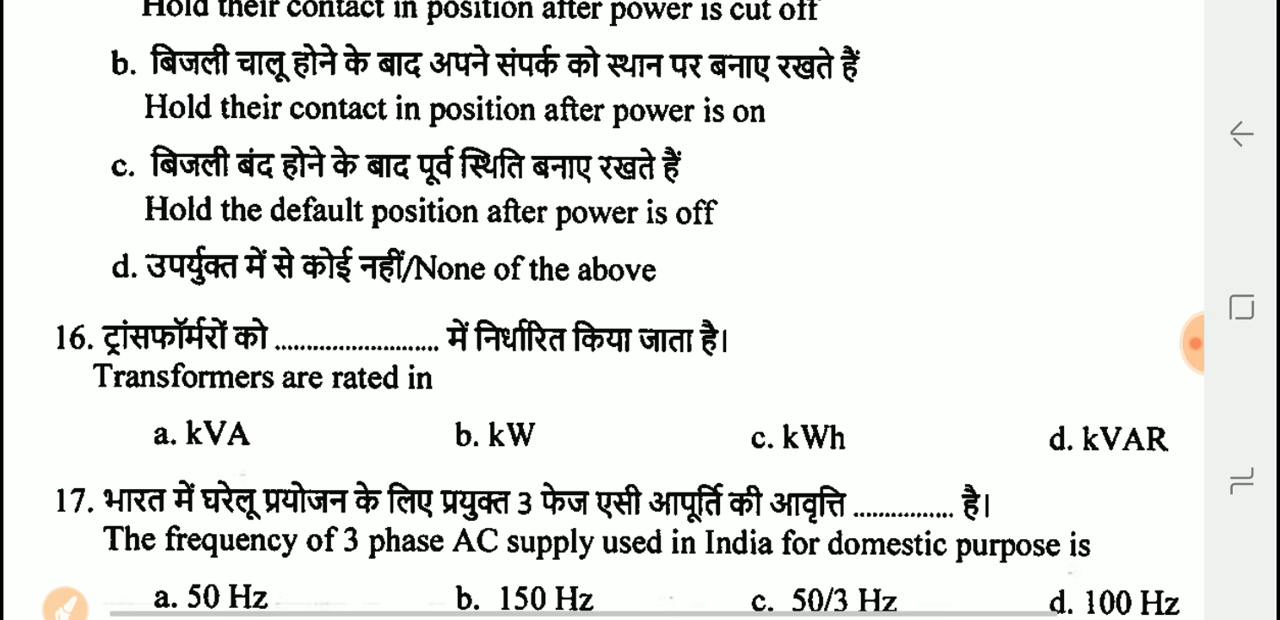 Hold their contact in position after power is cut off
b. बिजली चालू होने के बाद अपने संपर्क को स्थान पर बनाए रखते हैं
Hold their contact in position after power is on
c. बिजली बंद होने के बाद पूर्व स्थिति बनाए रखते हैं
Hold the default position after power is off
d. उपर्युक्त में से कोई नहीं/None of the above
16. ट्रांसफॉर्मरों को .......................... में निर्धारित किया जाता है।
Transformers are rated in
a. kVA b. kW c. kWh d. kVAR
17. भारत में घरेलू प्रयोजन के लिए प्रयुक्त 3 फेज एसी आपूर्ति की आवृत्ति ................ है।
The frequency of 3 phase AC supply used in India for domestic purpose is
a. 50 Hz b. 150 Hz c. 50/3 Hz d. 100 Hz